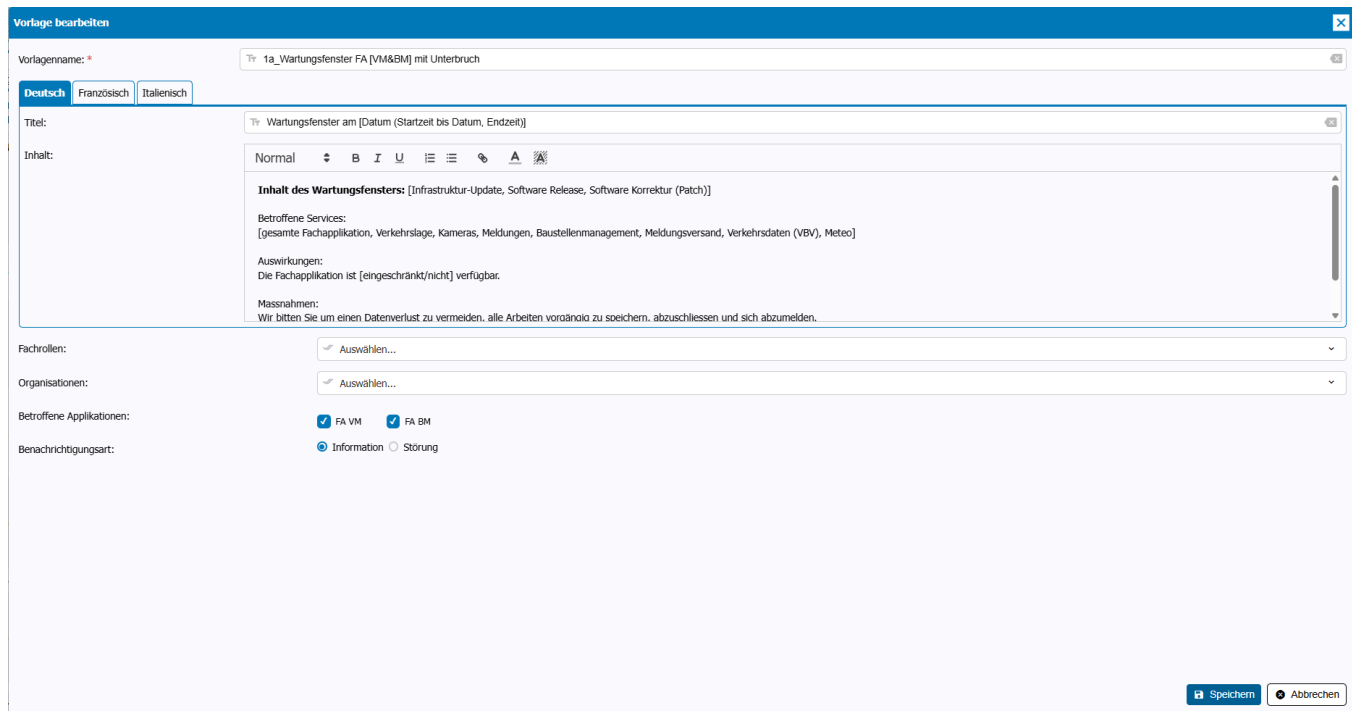 Vorlage bearbeiten
Vorlagenname: * 1a_Wartungsfenster FA [VM&BM] mit Unterbruch
Deutsch Französisch Italienisch
Titel: Wartungsfenster am [Datum (Startzeit bis Datum, Endzeit)]
Inhalt: Normal B I U A A
Inhalt des Wartungsfensters: [Infrastruktur-Update, Software Release, Software Korrektur (Patch)]
Betroffene Services:
[gesamte Fachapplikation, Verkehrslage, Kameras, Meldungen, Baustellenmanagement, Meldungsversand, Verkehrsdaten (VBV), Meteo]
Auswirkungen:
Die Fachapplikation ist [eingeschränkt/nicht] verfügbar.
Massnahmen:
Wir bitten Sie um einen Datenverlust zu vermeiden, alle Arbeiten vorgängig zu speichern, abzuschliessen und sich abzumelden.
Fachrollen: Auswählen...
Organisationen: Auswählen...
Betroffene Applikationen: FA VM FA BM
Benachrichtigungsart: Information Störung
Speichern Abbrechen